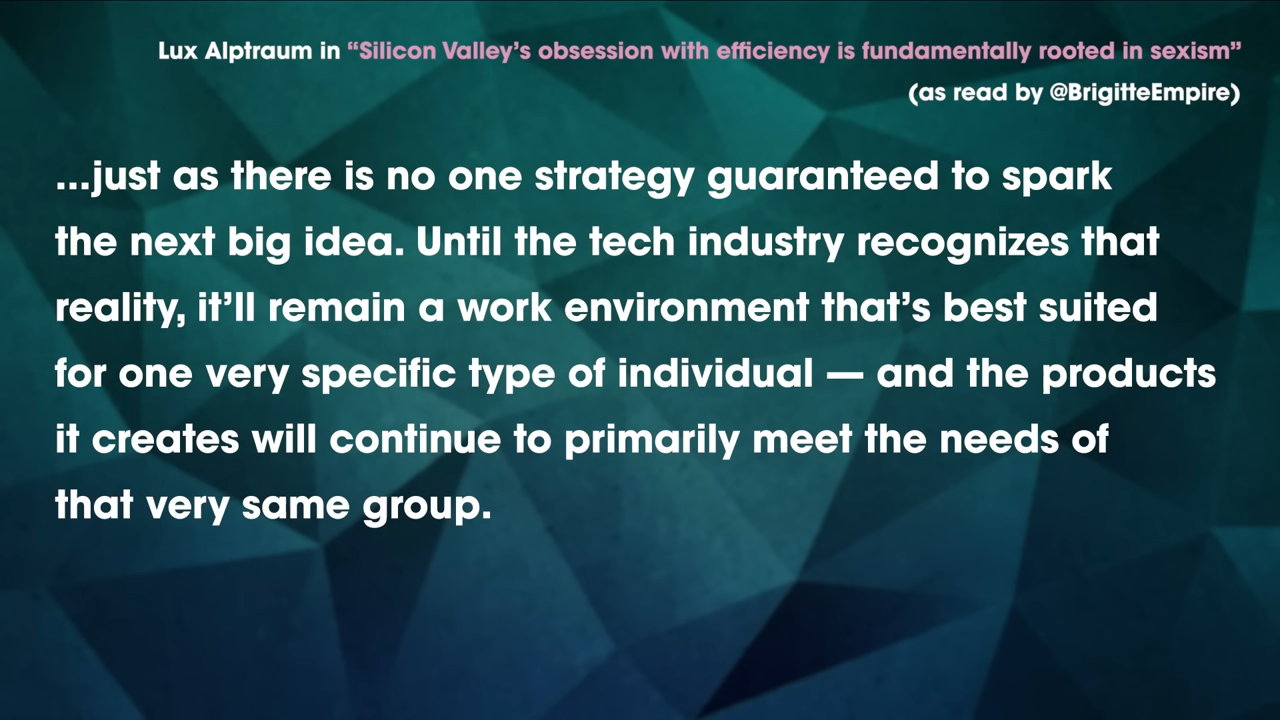 Lux Alptraum in “Silicon Valley’s obsession with efficiency is fundamentally rooted in sexism”
(as read by @BrigitteEmpire)
...just as there is no one strategy guaranteed to spark
the next big idea. Until the tech industry recognizes that
reality, it’ll remain a work environment that’s best suited
for one very specific type of individual — and the products
it creates will continue to primarily meet the needs of
that very same group.